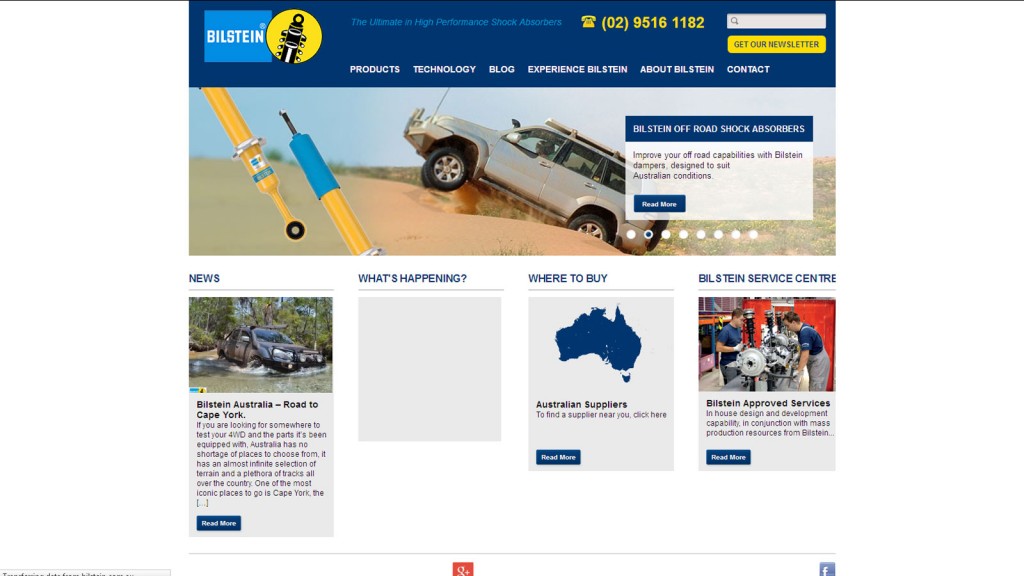 BILSTEIN®
The Ultimate in High Performance Shock Absorbers
(02) 9516 1182
GET OUR NEWSLETTER
PRODUCTS TECHNOLOGY BLOG EXPERIENCE BILSTEIN ABOUT BILSTEIN CONTACT
BILSTEIN
BILSTEIN OFF ROAD SHOCK ABSORBERS
Improve your off road capabilities with Bilstein
dampers, designed to suit
Australian conditions.
Read More
NEWS
Bilstein Australia – Road to
Cape York.
If you are looking for somewhere to
test your 4WD and the parts it's been
equipped with, Australia has no
shortage of places to choose from, it
has an almost infinite selection of
terrain and a plethora of tracks all
over the country. One of the most
iconic places to go is Cape York, the
[…]
Read More
WHAT'S HAPPENING?
WHERE TO BUY
Australian Suppliers
To find a supplier near you, click here
Read More
BILSTEIN SERVICE CENTRE
Bilstein Approved Services
In house design and development
capability, in conjunction with mass
production resources from Bilstein...
Read More
g+
f
Transferring data from bilstein.com.au...